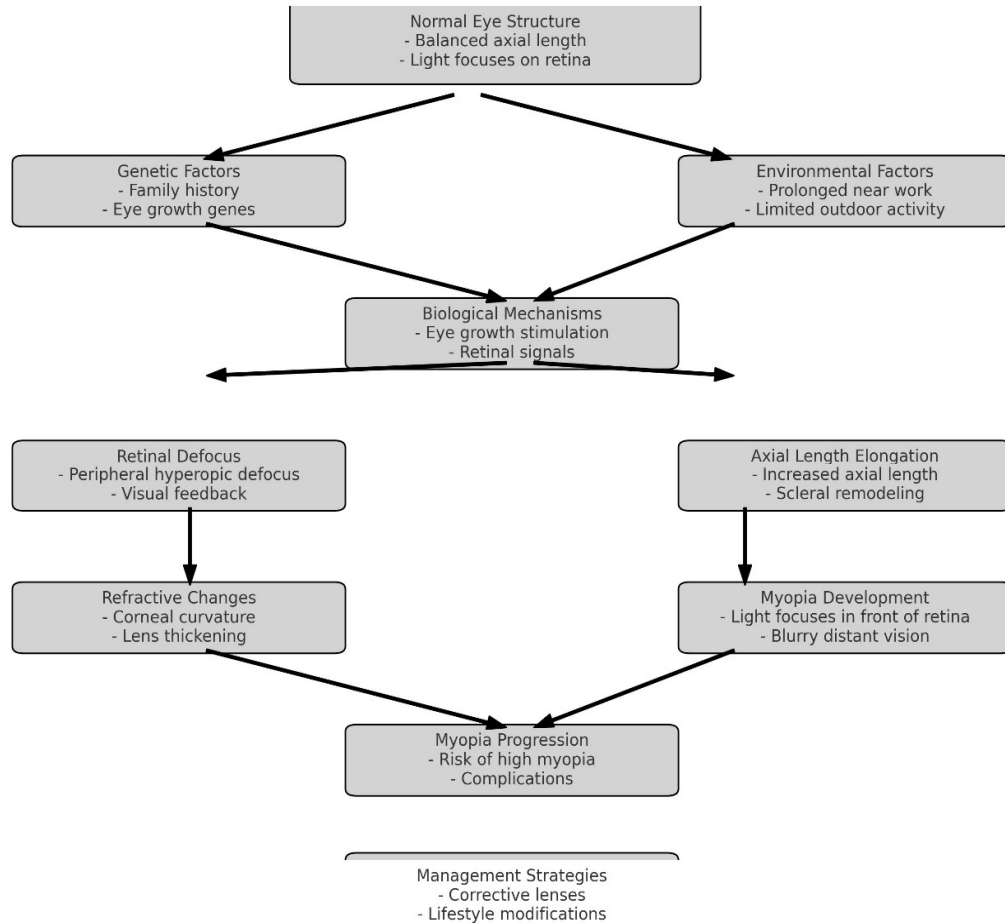 Normal Eye Structure
- Balanced axial length
- Light focuses on retina
Genetic Factors
- Family history
- Eye growth genes
Environmental Factors
- Prolonged near work
- Limited outdoor activity
Biological Mechanisms
- Eye growth stimulation
- Retinal signals
Retinal Defocus
- Peripheral hyperopic defocus
- Visual feedback
Axial Length Elongation
- Increased axial length
- Scleral remodeling
Refractive Changes
- Corneal curvature
- Lens thickening
Myopia Development
- Light focuses in front of retina
- Blurry distant vision
Myopia Progression
- Risk of high myopia
- Complications
Management Strategies
- Corrective lenses
- Lifestyle modifications